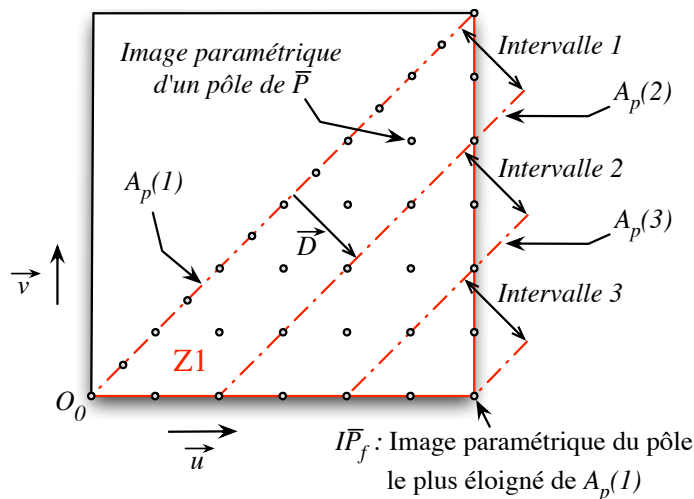 Image paramétrique
d'un pôle de P̅
Intervalle 1
A_p(2)
A_p(1)
Intervalle 2
D⃗
A_p(3)
v⃗
Intervalle 3
Z1
O_0
u⃗
IP̅_f : Image paramétrique du pôle
le plus éloigné de A_p(1)